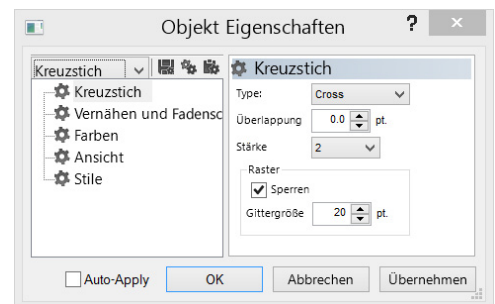 Objekt Eigenschaften
?
Kreuzstich
Kreuzstich
Vernähen und Fadensc
Farben
Ansicht
Stile
Kreuzstich
Type: Cross
Überlappung 0.0 pt.
Stärke 2
Raster
Sperren
Gittergröße 20 pt.
Auto-Apply OK Abbrechen Übernehmen